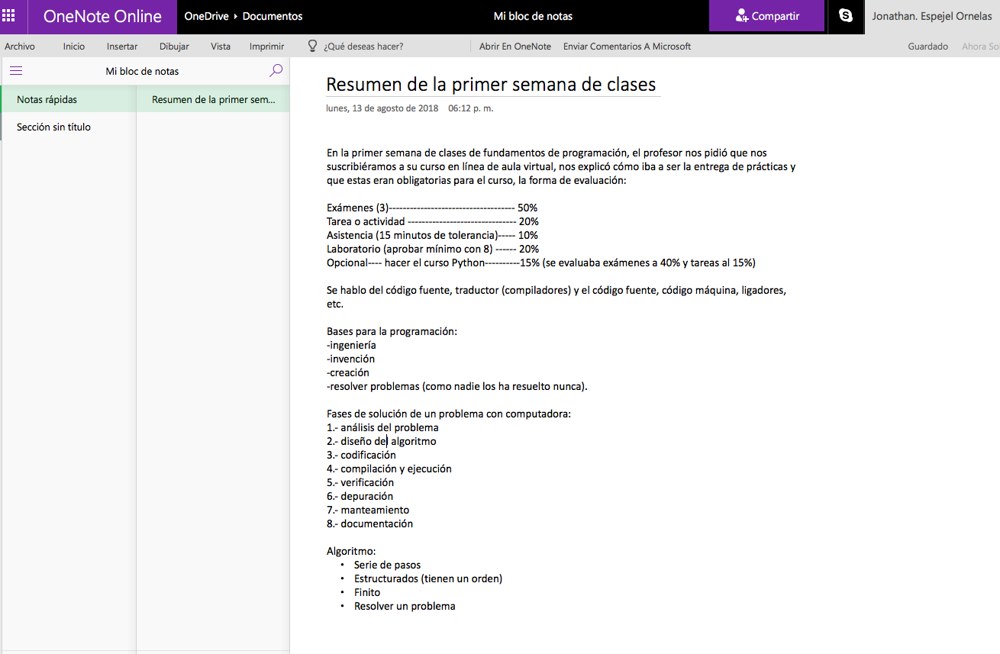 OneNote Online
OneDrive Documentos
Mi bloc de notas
Compartir
Jonathan. Espejel Ornelas
Archivo Inicio Insertar Dibujar Vista Imprimir ¿Qué deseas hacer? Abrir En OneNote Enviar Comentarios A Microsoft Guardado Ahora So
Mi bloc de notas
Notas rápidas
Sección sin título
Resumen de la primer sem...
Resumen de la primer semana de clases
lunes, 13 de agosto de 2018 06:12 p. m.
En la primer semana de clases de fundamentos de programación, el profesor nos pidió que nos
suscribiéramos a su curso en línea de aula virtual, nos explicó cómo iba a ser la entrega de prácticas y
que estas eran obligatorias para el curso, la forma de evaluación:
Exámenes (3)------------------------------------ 50%
Tarea o actividad ------------------------------- 20%
Asistencia (15 minutos de tolerancia)----- 10%
Laboratorio (aprobar mínimo con 8) ------ 20%
Opcional---- hacer el curso Python----------15% (se evaluaba exámenes a 40% y tareas al 15%)
Se hablo del código fuente, traductor (compiladores) y el código fuente, código máquina, ligadores,
etc.
Bases para la programación:
-ingeniería
-invención
-creación
-resolver problemas (como nadie los ha resuelto nunca).
Fases de solución de un problema con computadora:
1.- análisis del problema
2.- diseño del algoritmo
3.- codificación
4.- compilación y ejecución
5.- verificación
6.- depuración
7.- manteamiento
8.- documentación
Algoritmo:
• Serie de pasos
• Estructurados (tienen un orden)
• Finito
• Resolver un problema